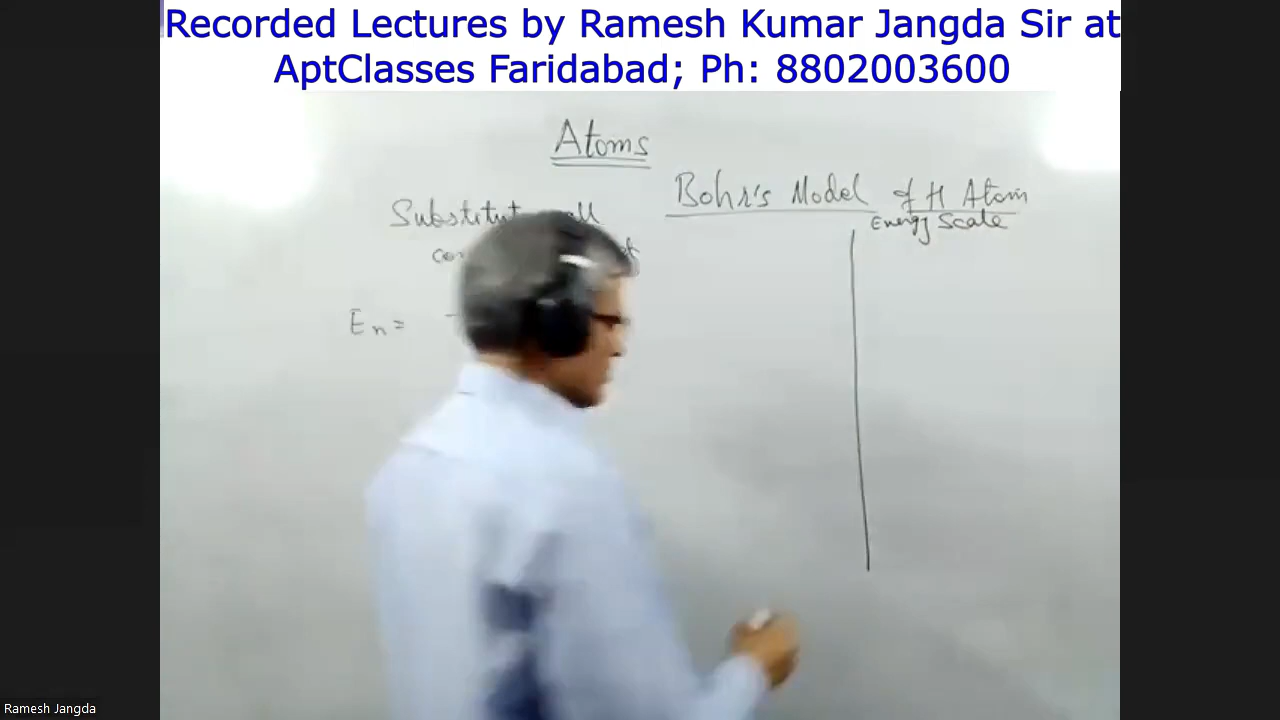 Recorded Lectures by Ramesh Kumar Jangda Sir at
AptClasses Faridabad; Ph: 8802003600
Atoms
Bohr's Model of H Atom
Energy Scale
En =
Ramesh Jangda